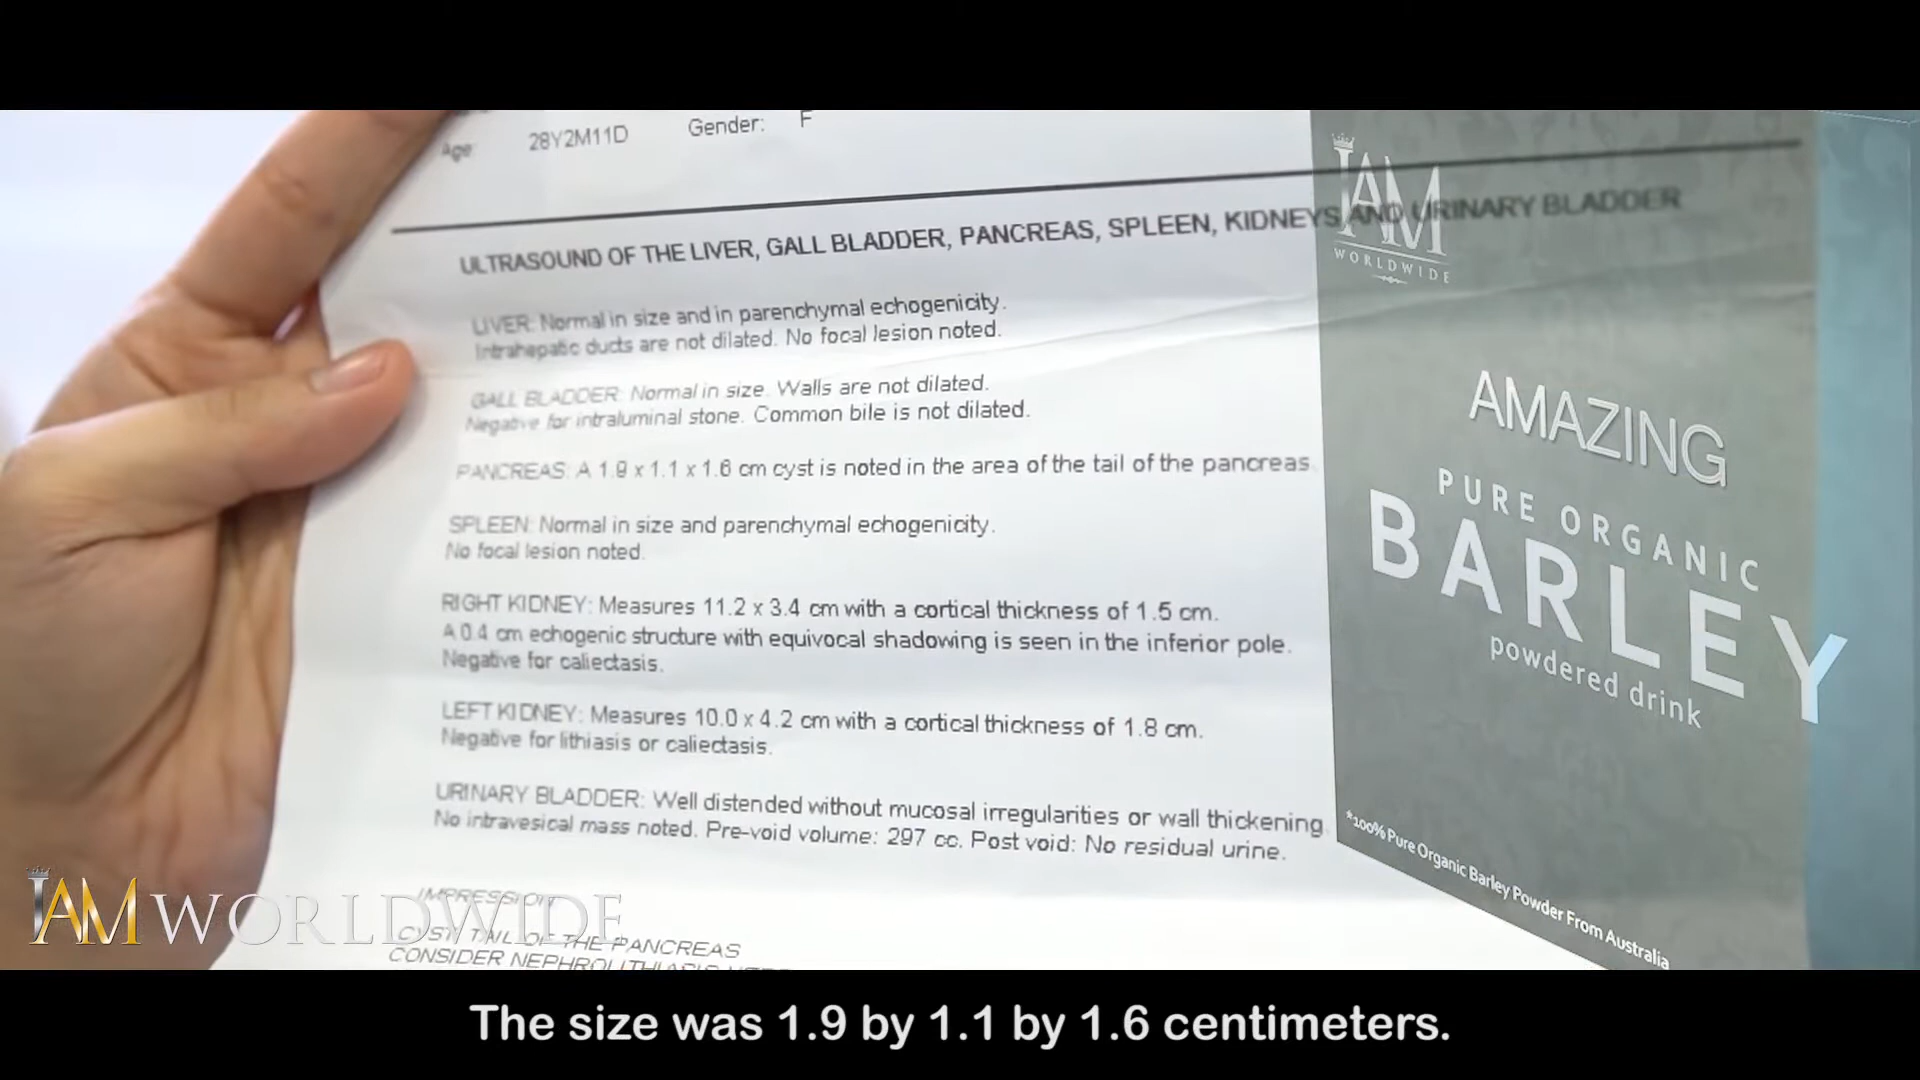 Age: 28Y2M11D Gender: F
ULTRASOUND OF THE LIVER, GALL BLADDER, PANCREAS, SPLEEN, KIDNEYS AND URINARY BLADDER
LIVER: Normal in size and in parenchymal echogenicity.
Intrahepatic ducts are not dilated. No focal lesion noted.
GALL BLADDER: Normal in size. Walls are not dilated.
Negative for intraluminal stone. Common bile is not dilated.
PANCREAS: A 1.9 x 1.1 x 1.6 cm cyst is noted in the area of the tail of the pancreas.
SPLEEN: Normal in size and parenchymal echogenicity.
No focal lesion noted.
RIGHT KIDNEY: Measures 11.2 x 3.4 cm with a cortical thickness of 1.5 cm.
A 0.4 cm echogenic structure with equivocal shadowing is seen in the inferior pole.
Negative for caliectasis.
LEFT KIDNEY: Measures 10.0 x 4.2 cm with a cortical thickness of 1.8 cm.
Negative for lithiasis or caliectasis.
URINARY BLADDER: Well distended without mucosal irregularities or wall thickening.
No intravesical mass noted. Pre-void volume: 297 cc. Post void: No residual urine.
IMPRESSION
CYST, TAIL OF THE PANCREAS
CONSIDER NEPHROLITHIASIS
IAM
WORLDWIDE
AMAZING
PURE ORGANIC
BARLEY
powdered drink
*100% Pure Organic Barley Powder From Australia
IAM WORLDWIDE
The size was 1.9 by 1.1 by 1.6 centimeters.